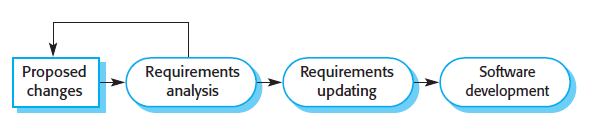 Proposed
changes
Requirements
analysis
Requirements
updating
Software
development